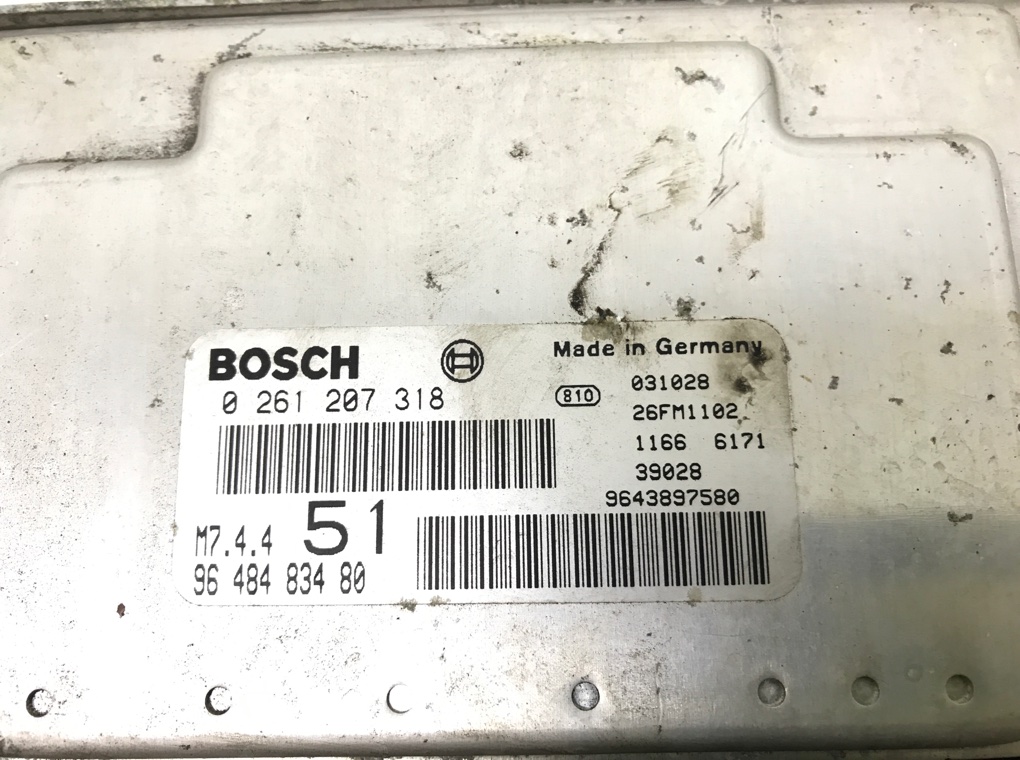 BOSCH
0 261 207 318
Made in Germany
810
031028
26FM1102
1166 6171
39028
9643897580
M7.4.4 51
96 484 834 80